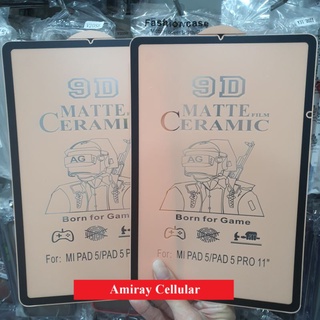 Fashion case
9D
MATTE
CERAMIC
AG
Born for Game
For: MI PAD 5/PAD 5 P
9D
MATTE FILM
CERAMIC
AG
Born for Game
For: MI PAD 5/PAD 5 PRO 11"
Amiray Cellular